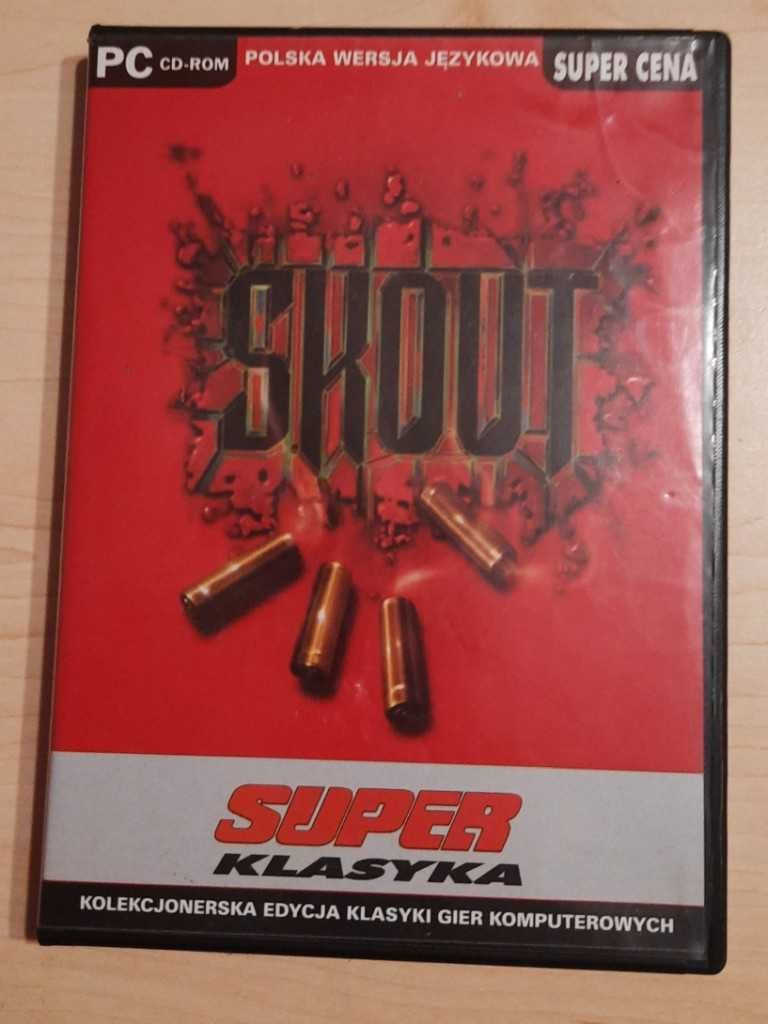 PC CD-ROM POLSKA WERSJA JĘZYKOWA SUPER CENA
SKOUT
SUPER
KLASYKA
KOLEKCJONERSKA EDYCJA KLASYKI GIER KOMPUTEROWYCH